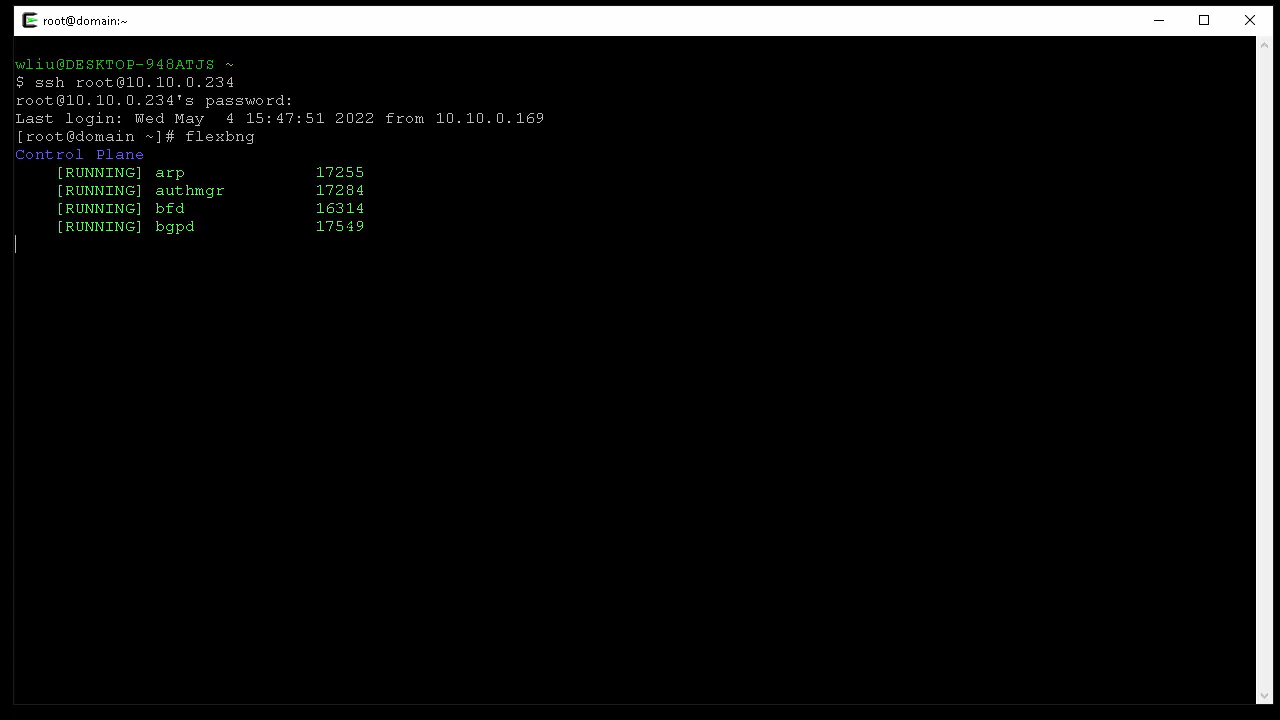 root@domain:~
wliu@DESKTOP-948ATJS ~
$ ssh root@10.10.0.234
root@10.10.0.234's password:
Last login: Wed May  4 15:47:51 2022 from 10.10.0.169
[root@domain ~]# flexbng
Control Plane
    [RUNNING] arp             17255
    [RUNNING] authmgr         17284
    [RUNNING] bfd             16314
    [RUNNING] bgpd            17549